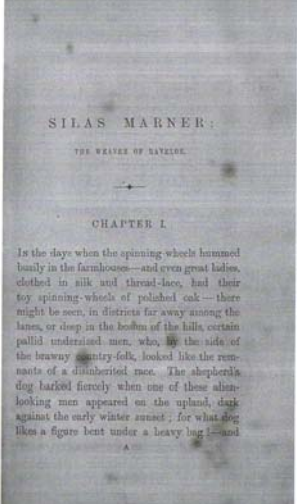 SILAS MARNER:
THE WEAVER OF RAVELOE.
CHAPTER I.
In the days when the spinning-wheels hummed
busily in the farmhouses—and even great ladies,
clothed in silk and thread-lace, had their
toy spinning-wheels of polished oak—there
might be seen, in districts far away among the
lanes, or deep in the bosom of the hills, certain
pallid undersized men, who, by the side of
the brawny country-folk, looked like the rem-
nants of a disinherited race. The shepherd's
dog barked fiercely when one of these alien-
looking men appeared on the upland, dark
against the early winter sunset; for what dog
likes a figure bent under a heavy bag?—and
A